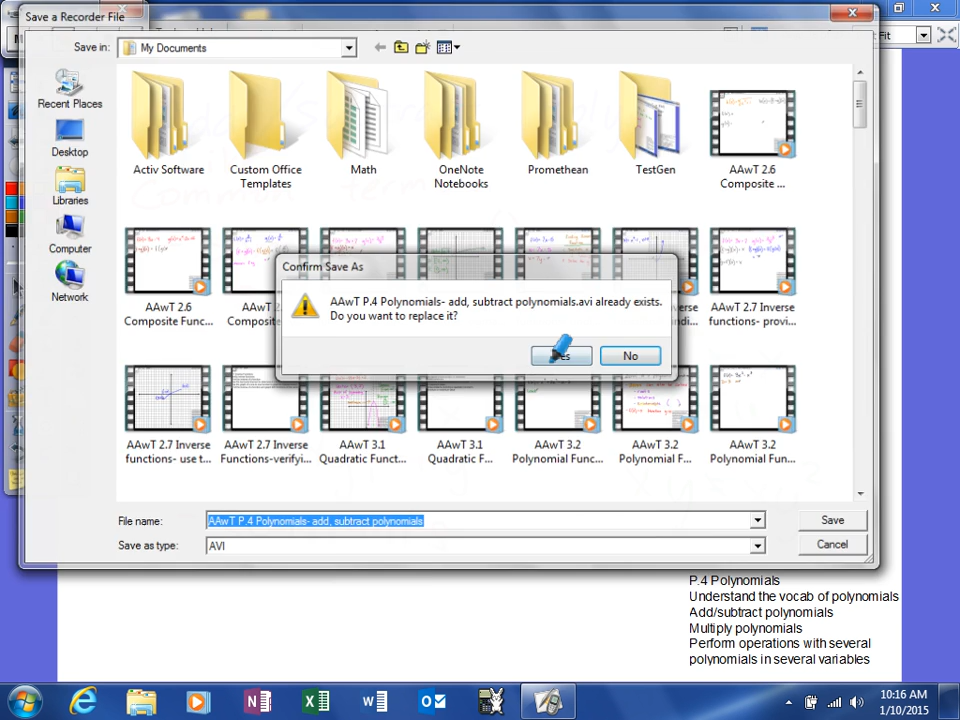 Save a Recorder File
Fit
Save in:
My Documents
Recent Places
Desktop
Libraries
Computer
Network
Activ Software
Custom Office
Templates
Math
OneNote
Notebooks
Promethean
TestGen
AAwT 2.6
Composite ...
AAwT 2.6
Composite Func...
AAwT 2.7 Inverse
functions- provi...
Confirm Save As
AAwT P.4 Polynomials- add, subtract polynomials.avi already exists.
Do you want to replace it?
No
AAwT 2.7 Inverse
functions- use t...
AAwT 2.7 Inverse
Functions-verifyi...
AAwT 3.1
Quadratic Funct...
AAwT 3.1
Quadratic F...
AAwT 3.2
Polynomial Func...
AAwT 3.2
Polynomial F...
AAwT 3.2
Polynomial Fun...
File name:
AAwT P.4 Polynomials- add, subtract polynomials
Save
Save as type:
AVI
Cancel
P.4 Polynomials
Understand the vocab of polynomials
Add/subtract polynomials
Multiply polynomials
Perform operations with several
polynomials in several variables
10:16 AM
1/10/2015